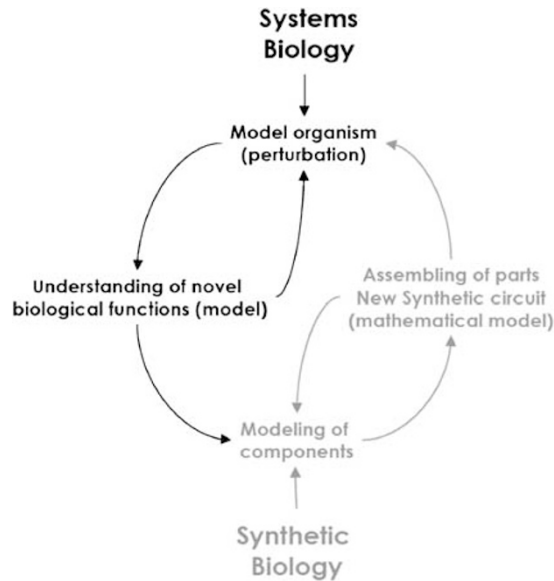 Systems
Biology
Model organism
(perturbation)
Understanding of novel
biological functions (model)
Assembling of parts
New Synthetic circuit
(mathematical model)
Modeling of
components
Synthetic
Biology